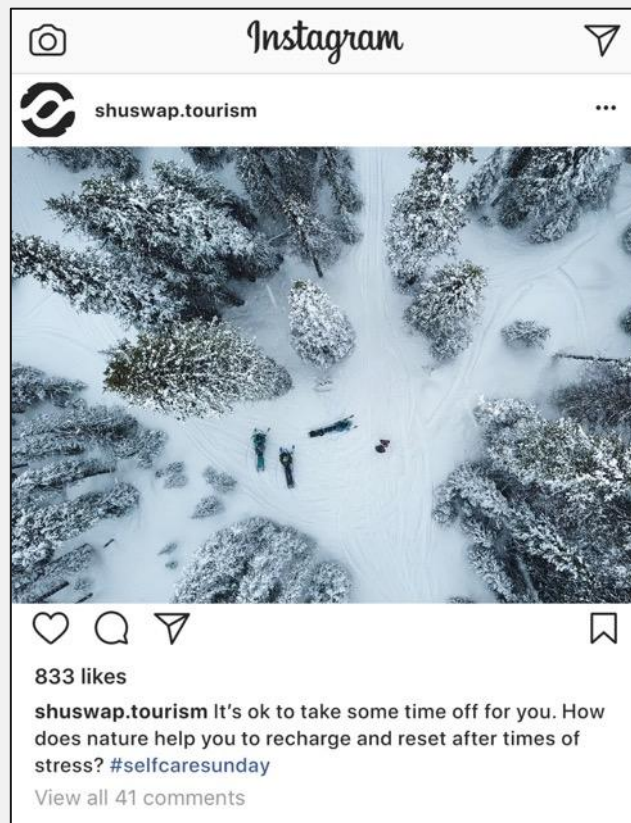 Instagram
shuswap.tourism
833 likes
shuswap.tourism It's ok to take some time off for you. How
does nature help you to recharge and reset after times of
stress? #selfcaresunday
View all 41 comments